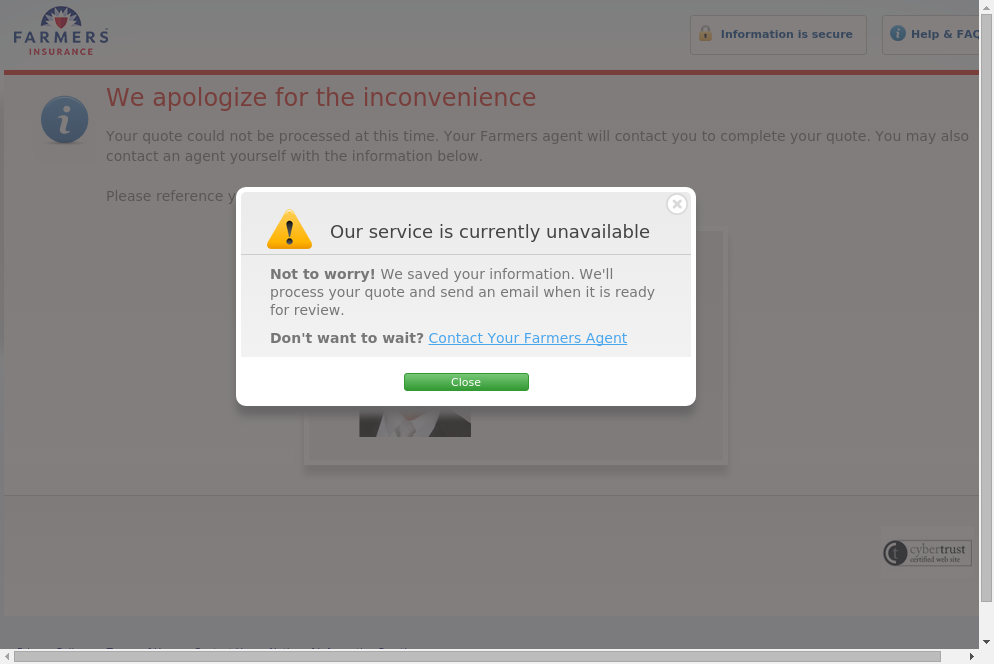 FARMERS
INSURANCE
Information is secure
Help & FAQ
We apologize for the inconvenience
Your quote could not be processed at this time. Your Farmers agent will contact you to complete your quote. You may also
contact an agent yourself with the information below.
Please reference y
Our service is currently unavailable
Not to worry! We saved your information. We'll
process your quote and send an email when it is ready
for review.
Don't want to wait? Contact Your Farmers Agent
Close
cybertrust
certified web site